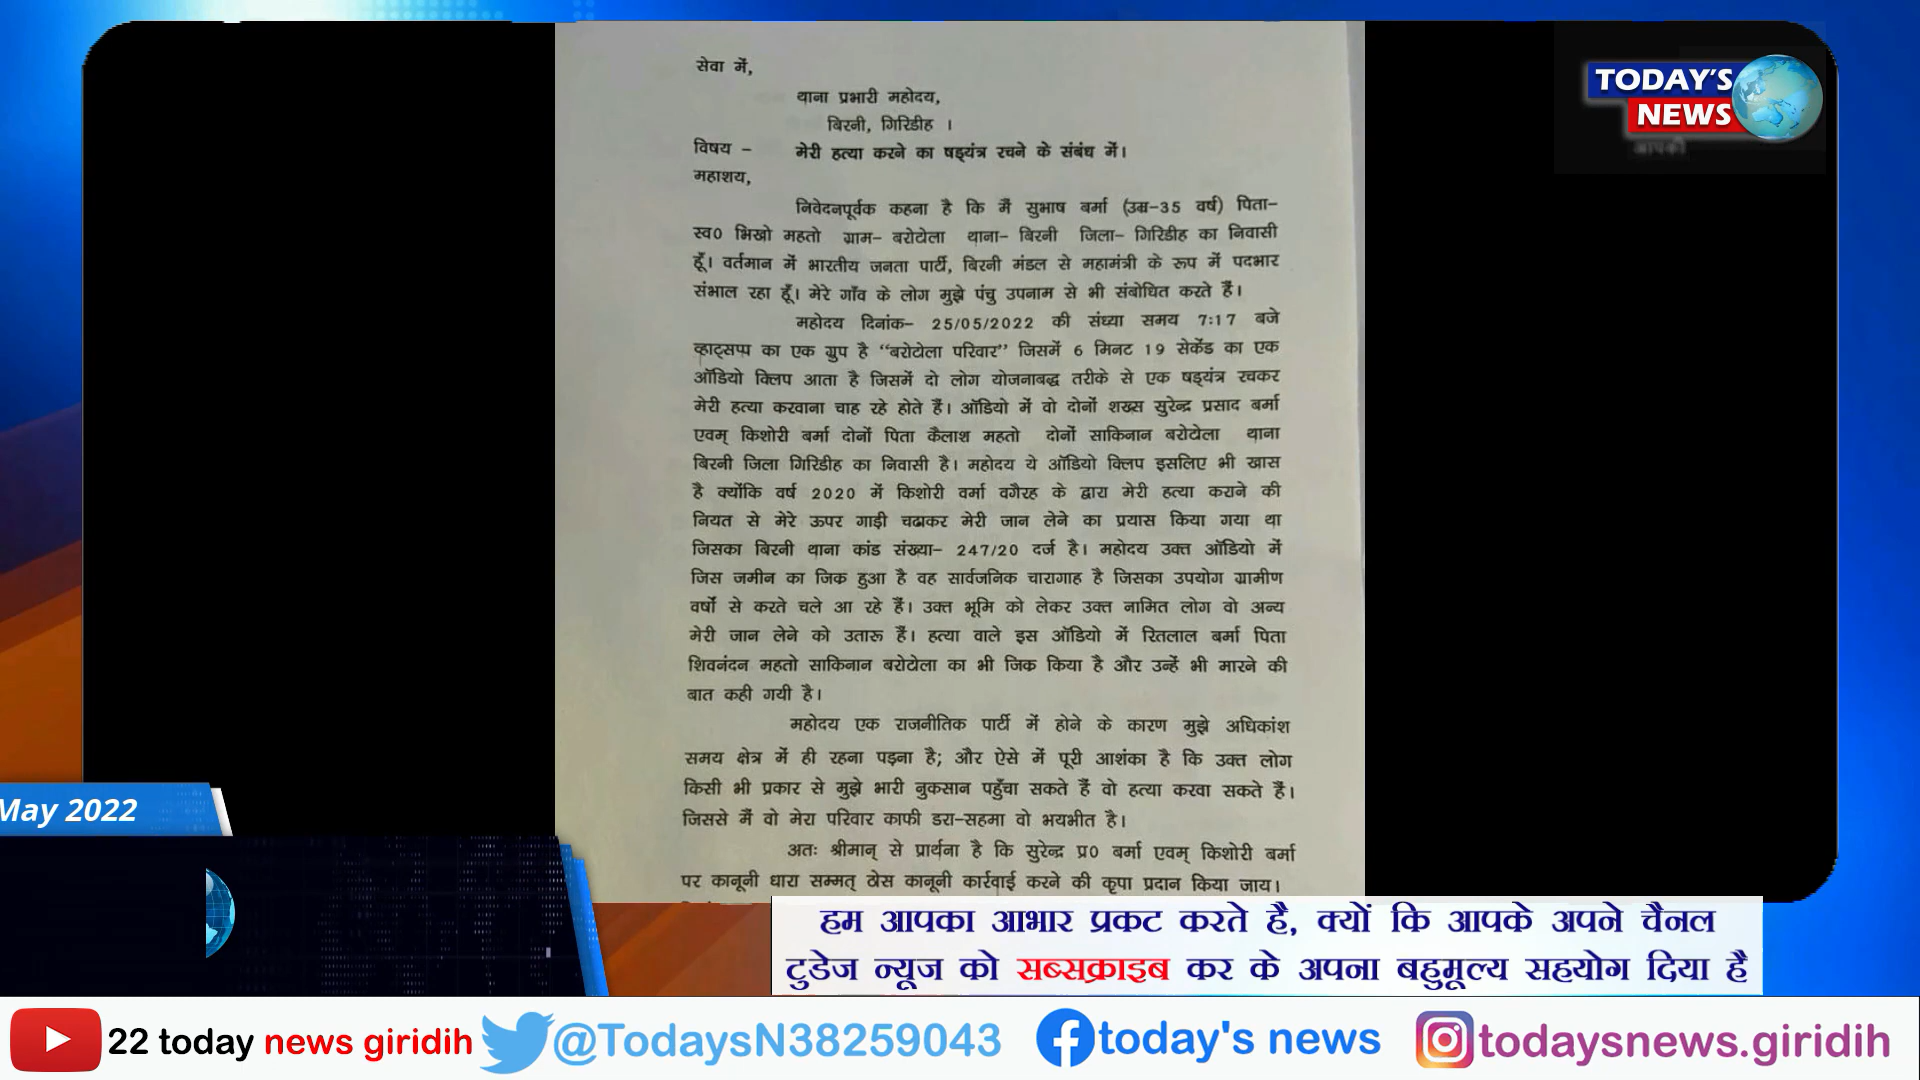 TODAY'S
NEWS
आपकी
सेवा में,
थाना प्रभारी महोदय,
बिरनी, गिरिडीह ।
विषय – मेरी हत्या करने का षड्यंत्र रचने के संबंध में।
महाशय,
निवेदनपूर्वक कहना है कि मैं सुभाष बर्मा (उम्र-35 वर्ष) पिता-
स्व0 भिखो महतो ग्राम- बरोटोला थाना- बिरनी जिला- गिरिडीह का निवासी
हूँ। वर्तमान में भारतीय जनता पार्टी, बिरनी मंडल से महामंत्री के रूप में पदभार
संभाल रहा हूँ। मेरे गाँव के लोग मुझे पंचु उपनाम से भी संबोधित करते हैं।
महोदय दिनांक- 25/05/2022 की संध्या समय 7:17 बजे
व्हाट्सप्प का एक ग्रुप है “बरोटोला परिवार” जिसमें 6 मिनट 19 सेकेंड का एक
ऑडियो क्लिप आता है जिसमें दो लोग योजनाबद्ध तरीके से एक षड्यंत्र रचकर
मेरी हत्या करवाना चाह रहे होते हैं। ऑडियो में वो दोनों शख्स सुरेन्द्र प्रसाद बर्मा
एवम् किशोरी बर्मा दोनों पिता कैलाश महतो दोनों साकिनान बरोटोला थाना
बिरनी जिला गिरिडीह का निवासी है। महोदय ये ऑडियो क्लिप इसलिए भी खास
है क्योंकि वर्ष 2020 में किशोरी वर्मा वगैरह के द्वारा मेरी हत्या कराने की
नियत से मेरे ऊपर गाड़ी चढाकर मेरी जान लेने का प्रयास किया गया था
जिसका बिरनी थाना कांड संख्या- 247/20 दर्ज है। महोदय उक्त ऑडियो में
जिस जमीन का जिक्र हुआ है वह सार्वजनिक चारागाह है जिसका उपयोग ग्रामीण
वर्षों से करते चले आ रहे हैं। उक्त भूमि को लेकर उक्त नामित लोग वो अन्य
मेरी जान लेने को उतारू हैं। हत्या वाले इस ऑडियो में रितलाल बर्मा पिता
शिवनंदन महतो साकिनान बरोटोला का भी जिक्र किया है और उन्हें भी मारने की
बात कही गयी है।
महोदय एक राजनीतिक पार्टी में होने के कारण मुझे अधिकांश
समय क्षेत्र में ही रहना पड़ना है; और ऐसे में पूरी आशंका है कि उक्त लोग
किसी भी प्रकार से मुझे भारी नुकसान पहुँचा सकते हैं वो हत्या करवा सकते हैं।
जिससे मैं वो मेरा परिवार काफी डरा-सहमा वो भयभीत है।
अतः श्रीमान् से प्रार्थना है कि सुरेन्द्र प्र0 बर्मा एवम् किशोरी बर्मा
पर कानूनी धारा सम्मत् ठोस कानूनी कार्रवाई करने की कृपा प्रदान किया जाय।
May 2022
हम आपका आभार प्रकट करते है, क्यों कि आपके अपने चैनल
टुडेज न्यूज को सब्सक्राइब कर के अपना बहुमूल्य सहयोग दिया है
22 today news giridih @TodaysN38259043 today's news todaysnews.giridih